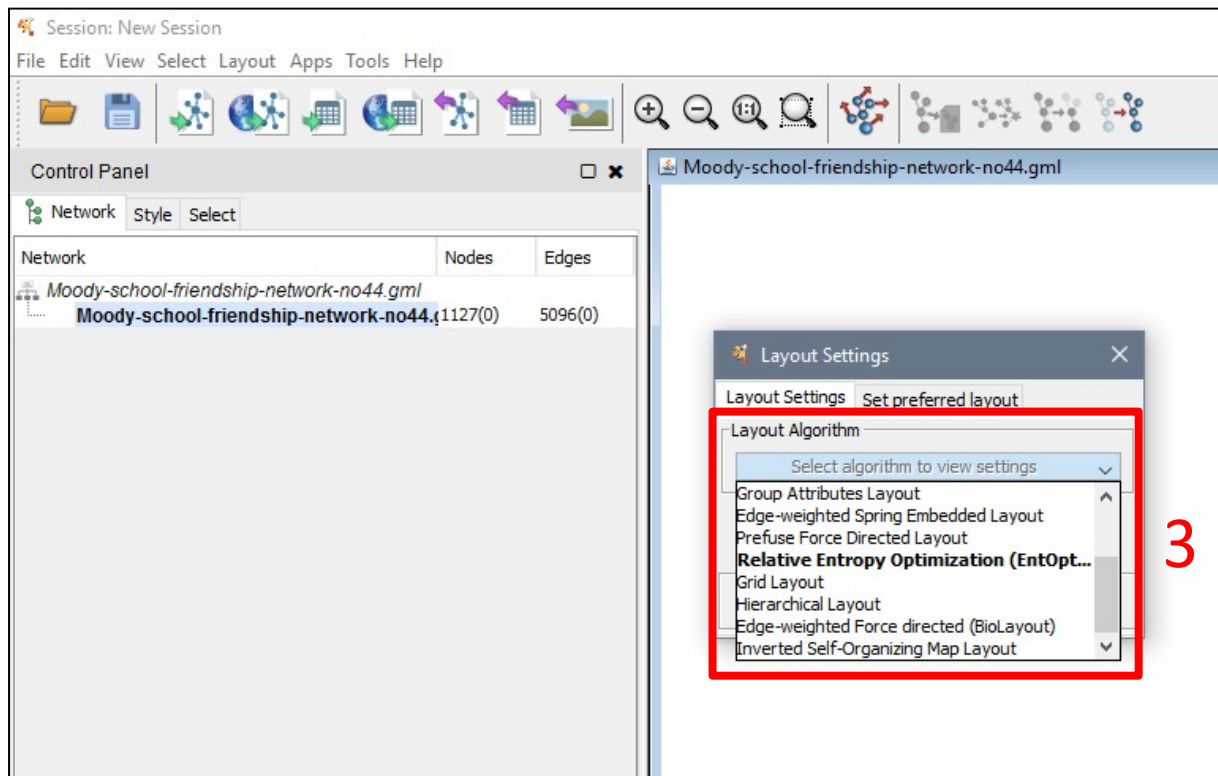 Session: New Session
File Edit View Select Layout Apps Tools Help
1:1
Control Panel
Moody-school-friendship-network-no44.gml
Network Style Select
Network Nodes Edges
Moody-school-friendship-network-no44.gml
Moody-school-friendship-network-no44.g 1127(0) 5096(0)
Layout Settings
Layout Settings Set preferred layout
Layout Algorithm
Select algorithm to view settings
Group Attributes Layout
Edge-weighted Spring Embedded Layout
Prefuse Force Directed Layout
Relative Entropy Optimization (EntOpt...
Grid Layout
Hierarchical Layout
Edge-weighted Force directed (BioLayout)
Inverted Self-Organizing Map Layout
3